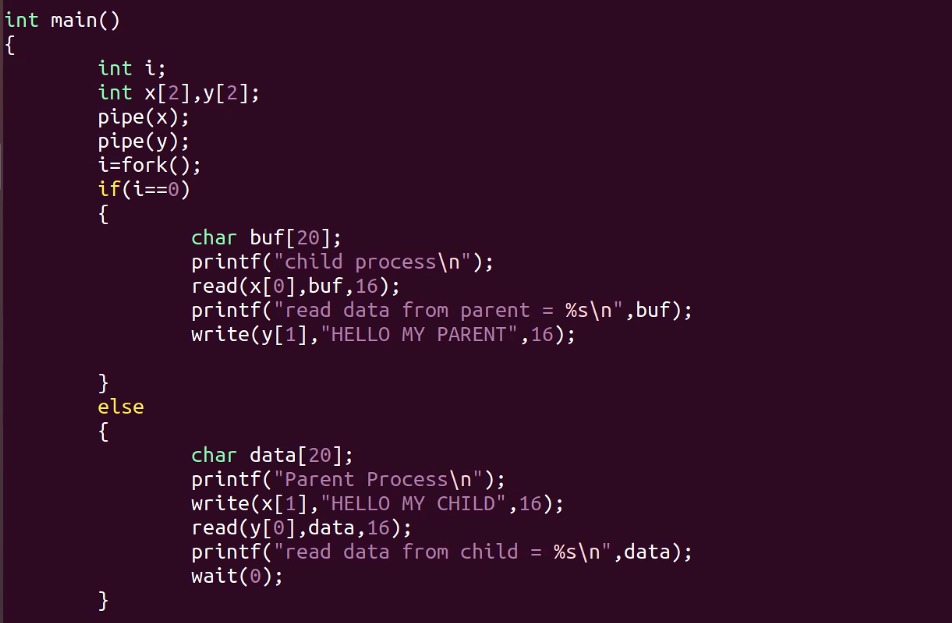 int main()
{
        int i;
        int x[2],y[2];
        pipe(x);
        pipe(y);
        i=fork();
        if(i==0)
        {
                char buf[20];
                printf("child process\n");
                read(x[0],buf,16);
                printf("read data from parent = %s\n",buf);
                write(y[1],"HELLO MY PARENT",16);

        }
        else
        {
                char data[20];
                printf("Parent Process\n");
                write(x[1],"HELLO MY CHILD",16);
                read(y[0],data,16);
                printf("read data from child = %s\n",data);
                wait(0);
        }